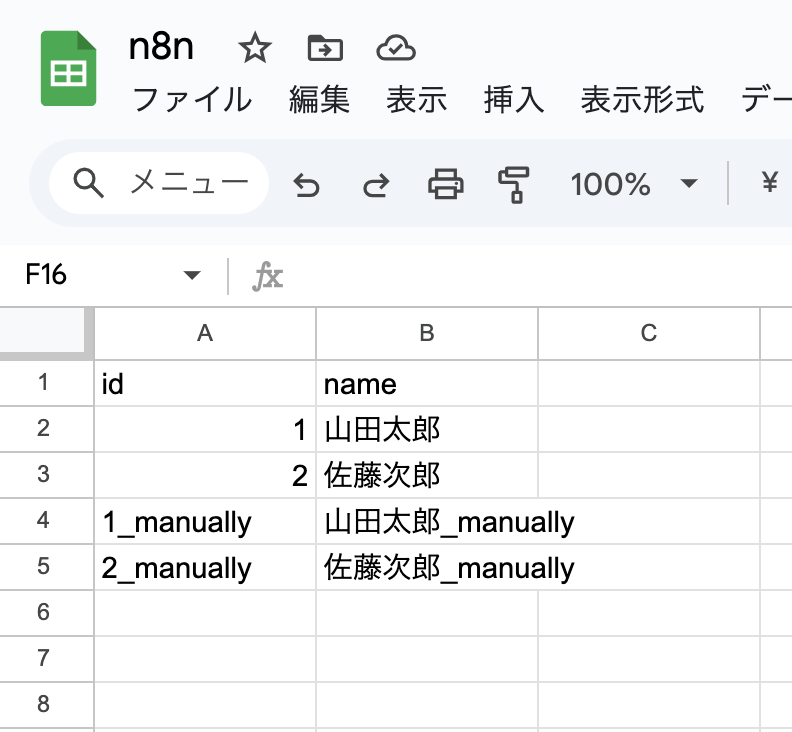 n8n
ファイル 編集 表示 挿入 表示形式 デー
メニュー 100% ¥
F16 fx
A B C
1 id name
2 1 山田太郎
3 2 佐藤次郎
4 1_manually 山田太郎_manually
5 2_manually 佐藤次郎_manually
6
7
8